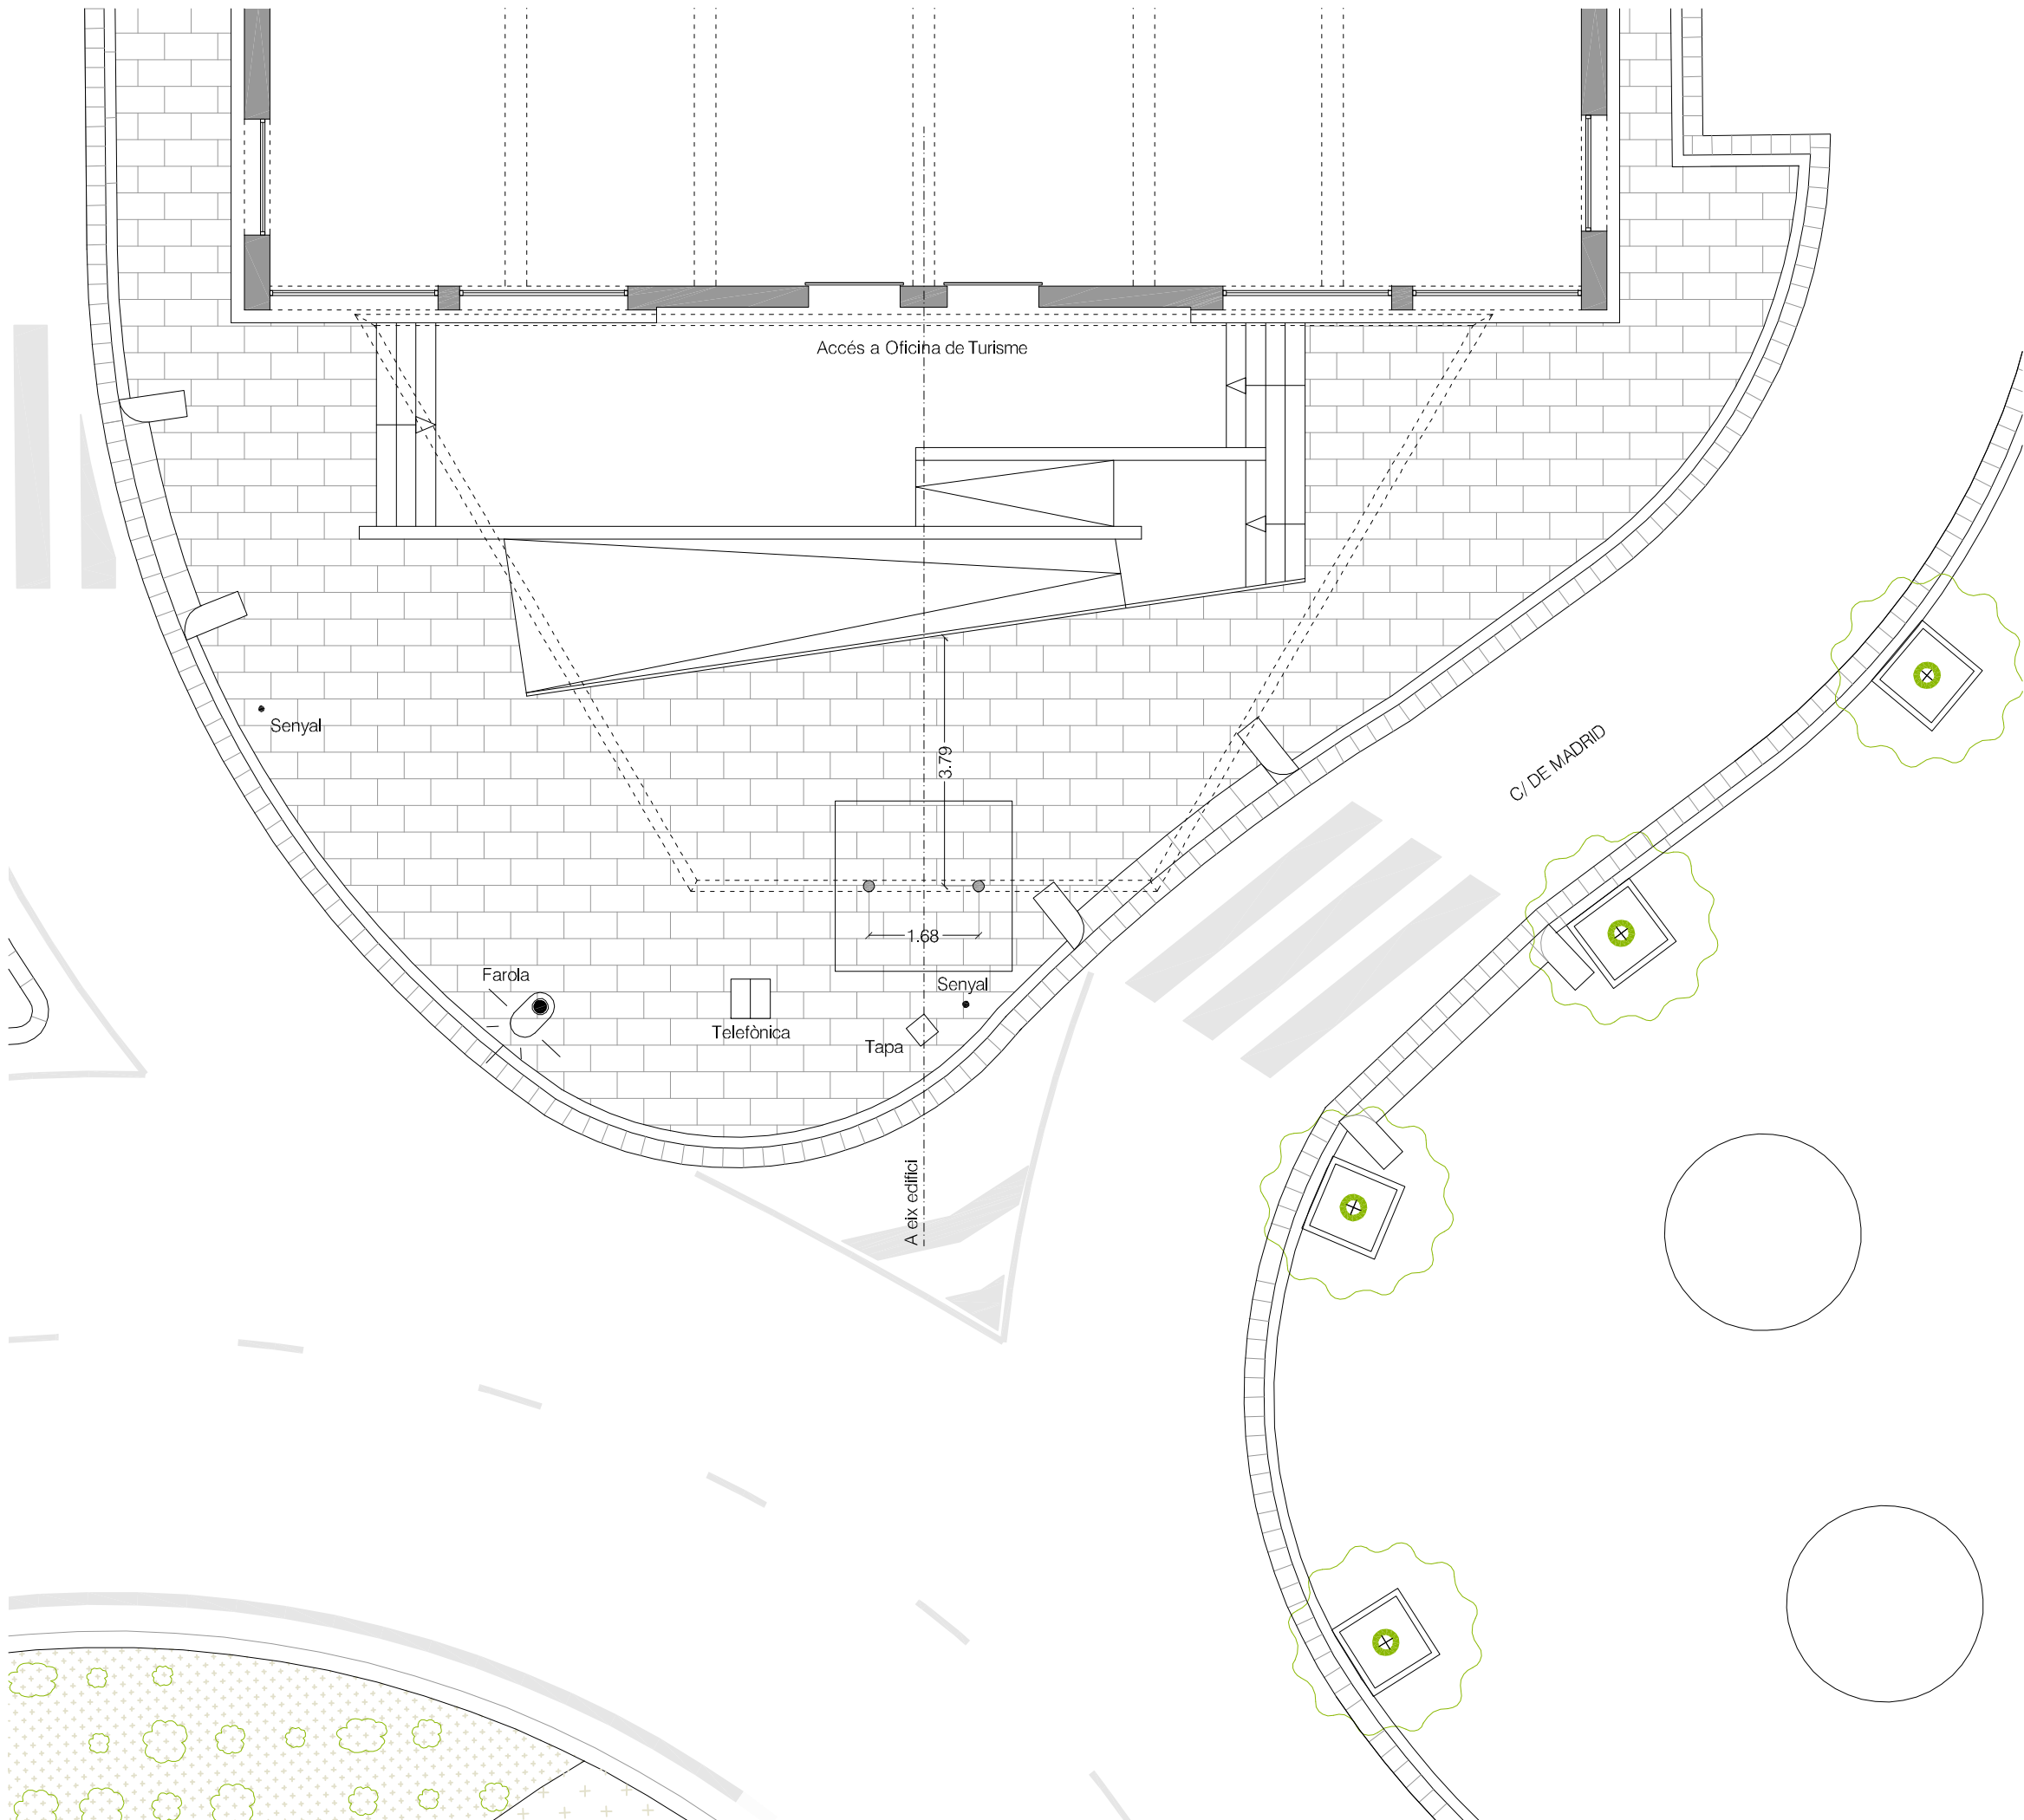 Accés a Oficina de Turisme
Senyal
3.79
C/ DE MADRID
1.68
Farola
Senyal
Telefònica
Tapa
A eix edifici